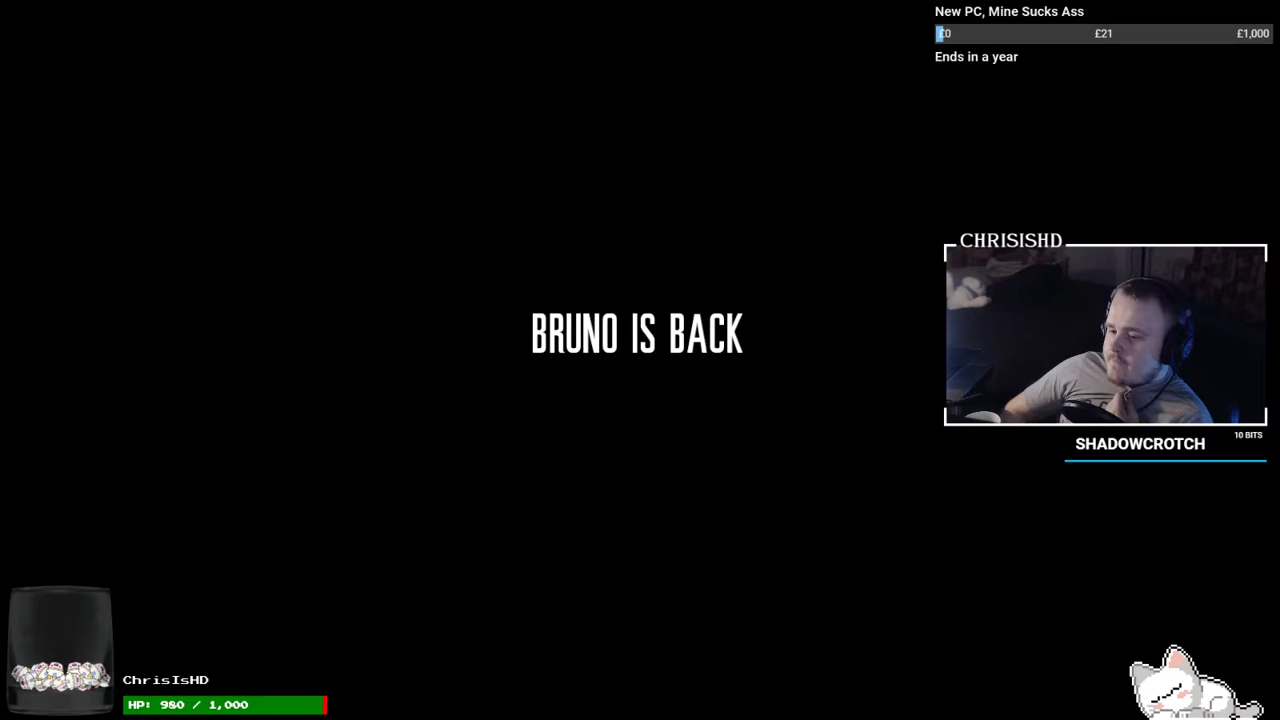 New PC, Mine Sucks Ass
£0 £21 £1,000
Ends in a year
CHRISISHD
BRUNO IS BACK
10 BITS
SHADOWCROTCH
ChrisIsHD
HP: 980 / 1,000